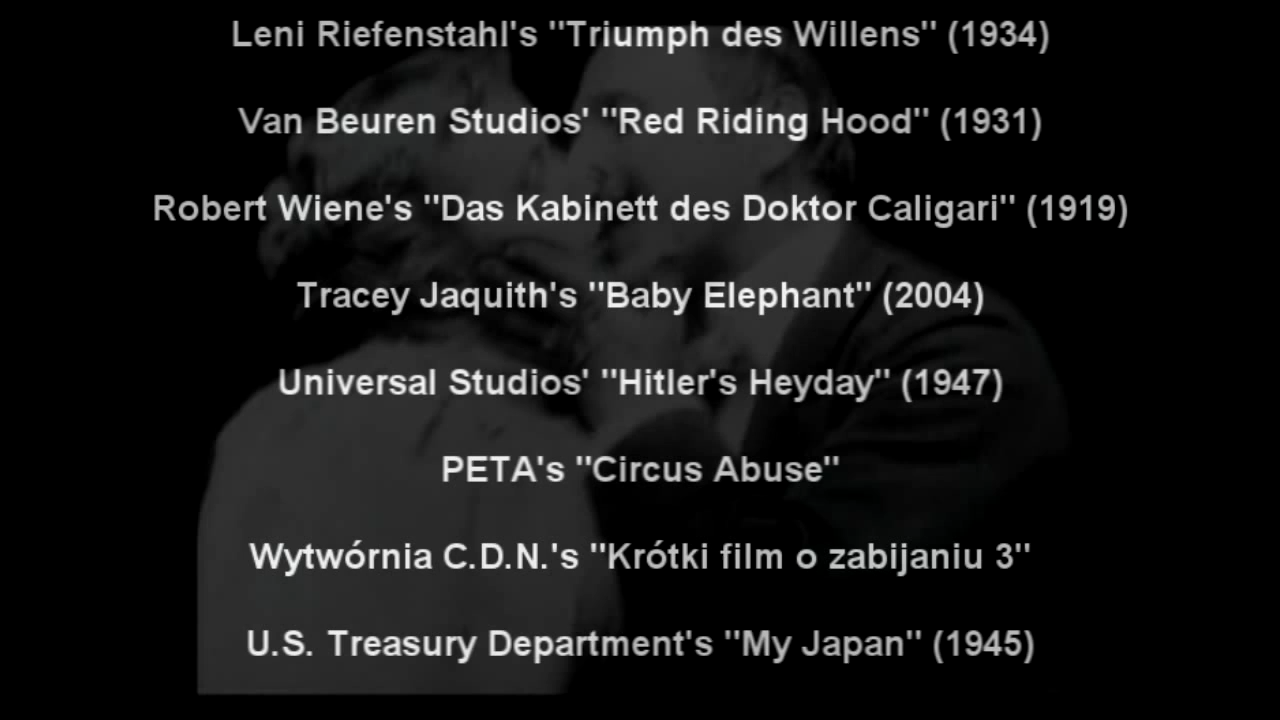 Leni Riefenstahl's "Triumph des Willens" (1934)
Van Beuren Studios' "Red Riding Hood" (1931)
Robert Wiene's "Das Kabinett des Doktor Caligari" (1919)
Tracey Jaquith's "Baby Elephant" (2004)
Universal Studios' "Hitler's Heyday" (1947)
PETA's "Circus Abuse"
Wytwórnia C.D.N.'s "Krótki film o zabijaniu 3"
U.S. Treasury Department's "My Japan" (1945)